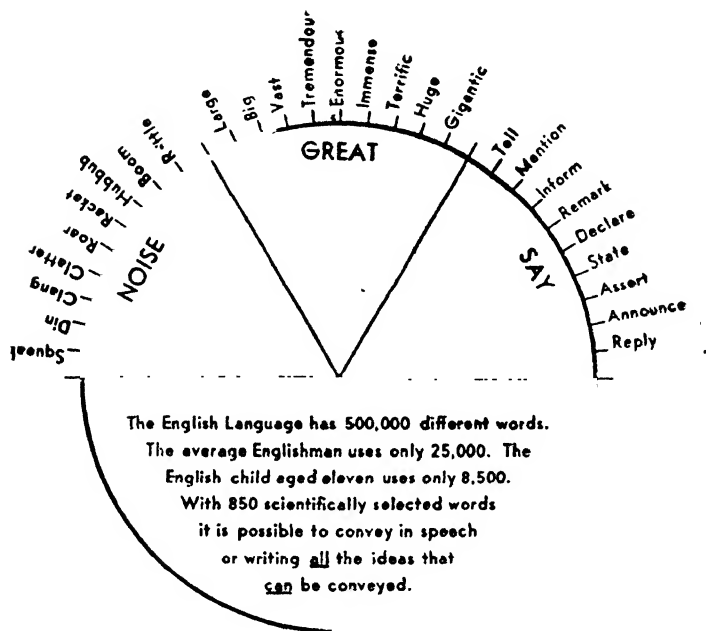 Squeak
Din
Clang
Clatter
Roar
Racket
Hubbub
Boom
Rattle
NOISE
Large
Big
Vast
Tremendous
Enormous
Immense
Terrific
Huge
Gigantic
GREAT
Tell
Mention
Inform
Remark
Declare
State
Assert
Announce
Reply
SAY
The English Language has 500,000 different words.
The average Englishman uses only 25,000. The
English child aged eleven uses only 8,500.
With 850 scientifically selected words
it is possible to convey in speech
or writing all the ideas that
can be conveyed.